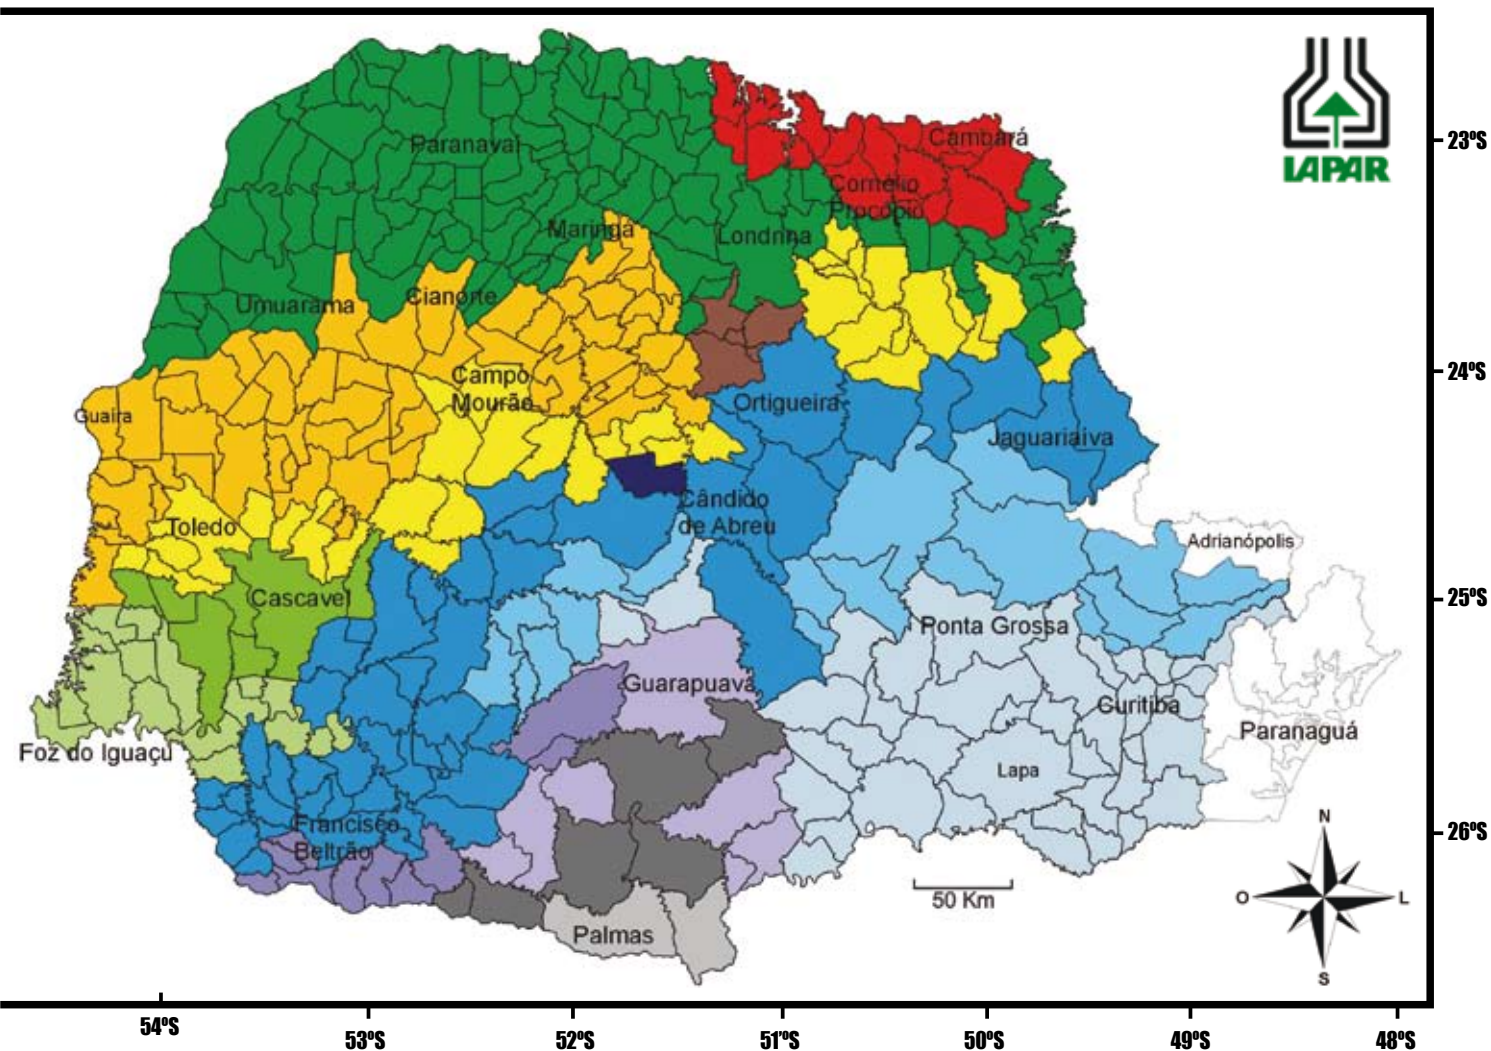 IAPAR
Paranavaí
Cambará
Cornélio
Procópio
Maringá
Londrina
Umuarama
Cianorte
Campo
Mourão
Guaíra
Ortigueira
Jaguariaíva
Toledo
Cândido
de Abreu
Adrianópolis
Cascavel
Ponta Grossa
Guarapuava
Curitiba
Foz do Iguaçu
Paranaguá
Lapa
Francisco
Beltrão
Palmas
50 Km
N
O
L
S
23ºS
24ºS
25ºS
26ºS
54ºS
53ºS
52ºS
51ºS
50ºS
49ºS
48ºS